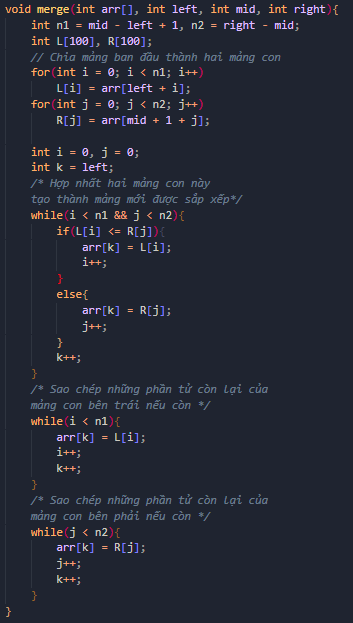 void merge(int arr[], int left, int mid, int right){
    int n1 = mid - left + 1, n2 = right - mid;
    int L[100], R[100];
    // Chia mảng ban đầu thành hai mảng con
    for(int i = 0; i < n1; i++)
        L[i] = arr[left + i];
    for(int j = 0; j < n2; j++)
        R[j] = arr[mid + 1 + j];

    int i = 0, j = 0;
    int k = left;
    /* Hợp nhất hai mảng con này
    tạo thành mảng mới được sắp xếp*/
    while(i < n1 && j < n2){
        if(L[i] <= R[j]){
            arr[k] = L[i];
            i++;
        }
        else{
            arr[k] = R[j];
            j++;
        }
        k++;
    }
    /* Sao chép những phần tử còn lại của
    mảng con bên trái nếu còn */
    while(i < n1){
        arr[k] = L[i];
        i++;
        k++;
    }
    /* Sao chép những phần tử còn lại của
    mảng con bên phải nếu còn */
    while(j < n2){
        arr[k] = R[j];
        j++;
        k++;
    }
}